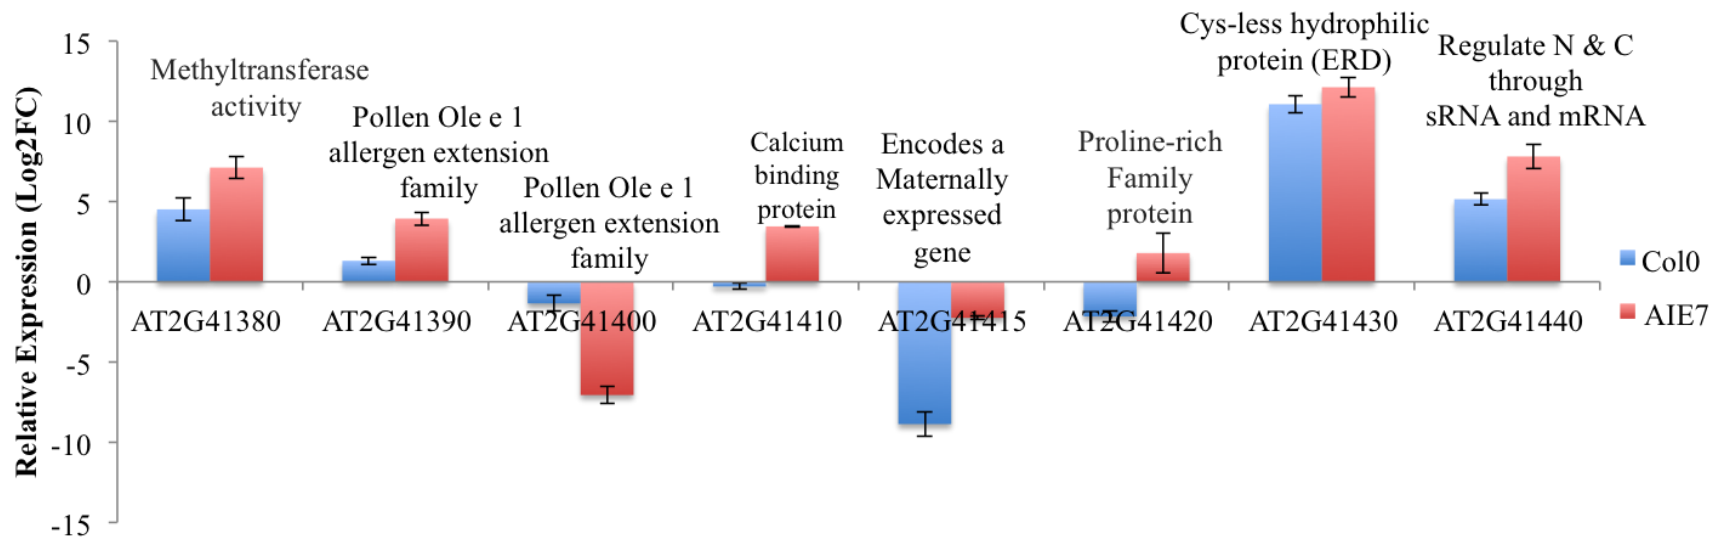 Relative Expression (Log2FC)
15
10
5
0
-5
-10
-15
Methyltransferase
activity
Pollen Ole e 1
allergen extension
family
Pollen Ole e 1
allergen extension
family
Calcium
binding
protein
Encodes a
Maternally
expressed
gene
Proline-rich
Family
protein
Cys-less hydrophilic
protein (ERD)
Regulate N & C
through
sRNA and mRNA
AT2G41380
AT2G41390
AT2G41400
AT2G41410
AT2G41415
AT2G41420
AT2G41430
AT2G41440
Col0
AIE7